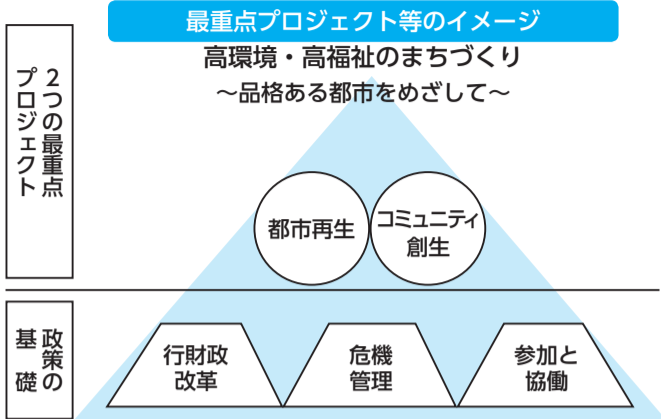 最重点プロジェクト等のイメージ
高環境・高福祉のまちづくり
～品格ある都市をめざして～
2つの最重点
プロジェクト
都市再生
コミュニティ
創生
政策の
基礎
行財政
改革
危機
管理
参加と
協働